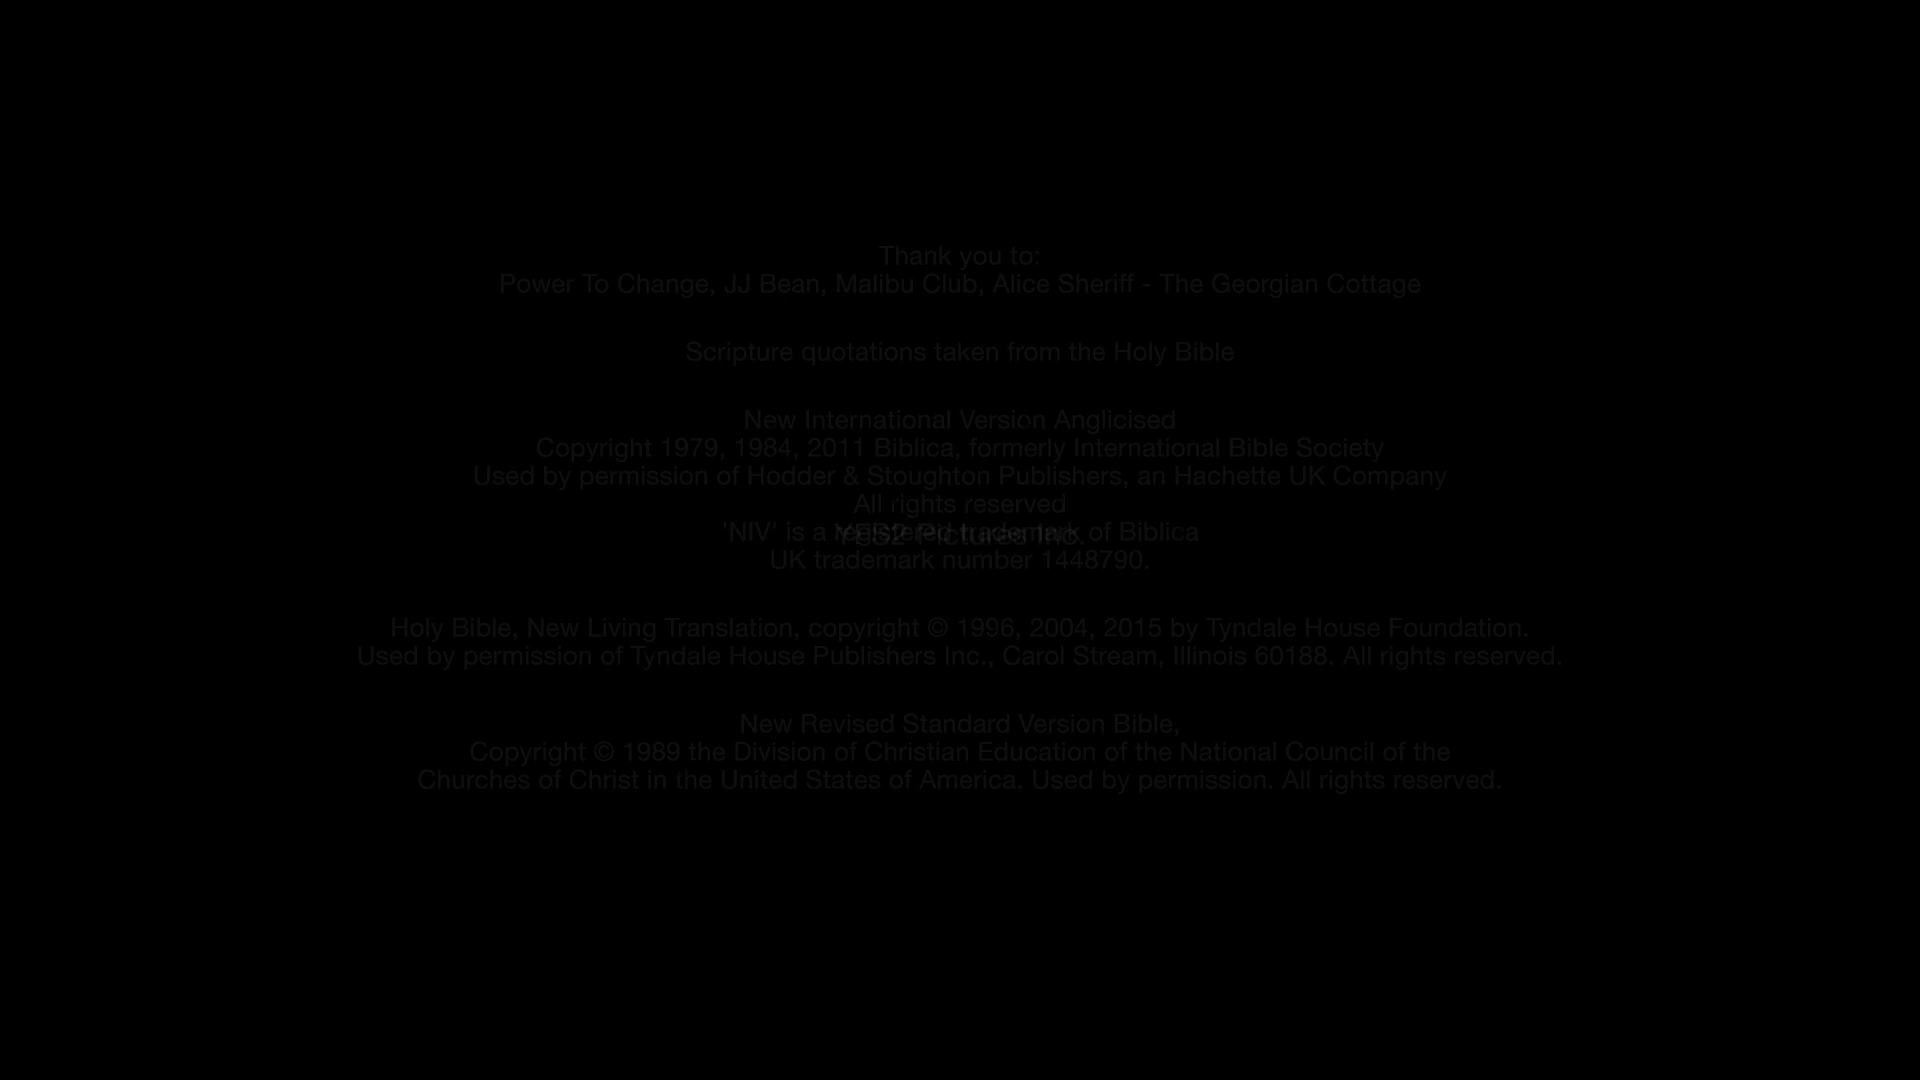 Thank you to:
Power To Change, JJ Bean, Malibu Club, Alice Sheriff - The Georgian Cottage
Scripture quotations taken from the Holy Bible
New International Version Anglicised
Copyright 1979, 1984, 2011 Biblica, formerly International Bible Society
Used by permission of Hodder & Stoughton Publishers, an Hachette UK Company
All rights reserved
'NIV' is a registered trademark of Biblica
Pictures Inc.
UK trademark number 1448790.
Holy Bible, New Living Translation, copyright © 1996, 2004, 2015 by Tyndale House Foundation.
Used by permission of Tyndale House Publishers Inc., Carol Stream, Illinois 60188. All rights reserved.
New Revised Standard Version Bible,
Copyright © 1989 the Division of Christian Education of the National Council of the
Churches of Christ in the United States of America. Used by permission. All rights reserved.